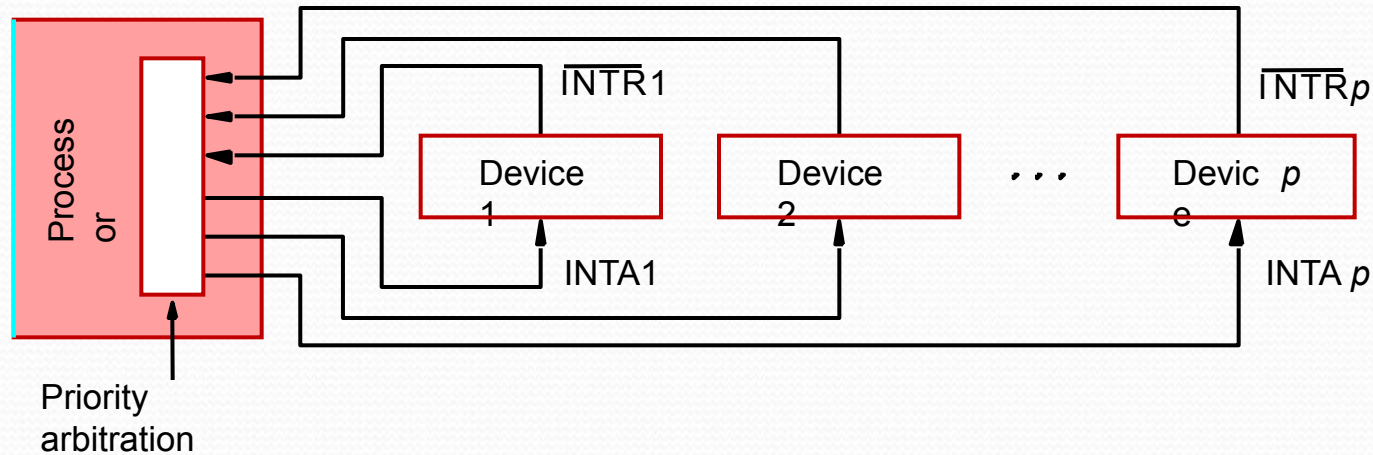 Process
or
INTR1
Device
1
INTA1
Device
2
...
INTRp
Devic p
e
INTA p
Priority
arbitration